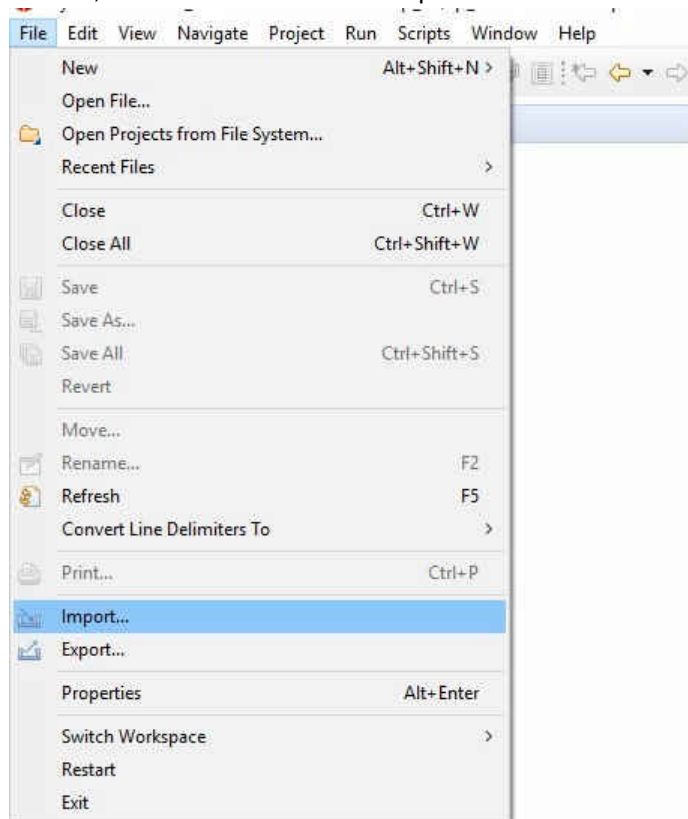 File Edit View Navigate Project Run Scripts Window Help
New Alt+Shift+N >
Open File...
Open Projects from File System...
Recent Files >
Close Ctrl+W
Close All Ctrl+Shift+W
Save Ctrl+S
Save As...
Save All Ctrl+Shift+S
Revert
Move...
Rename... F2
Refresh F5
Convert Line Delimiters To >
Print... Ctrl+P
Import...
Export...
Properties Alt+Enter
Switch Workspace >
Restart
Exit